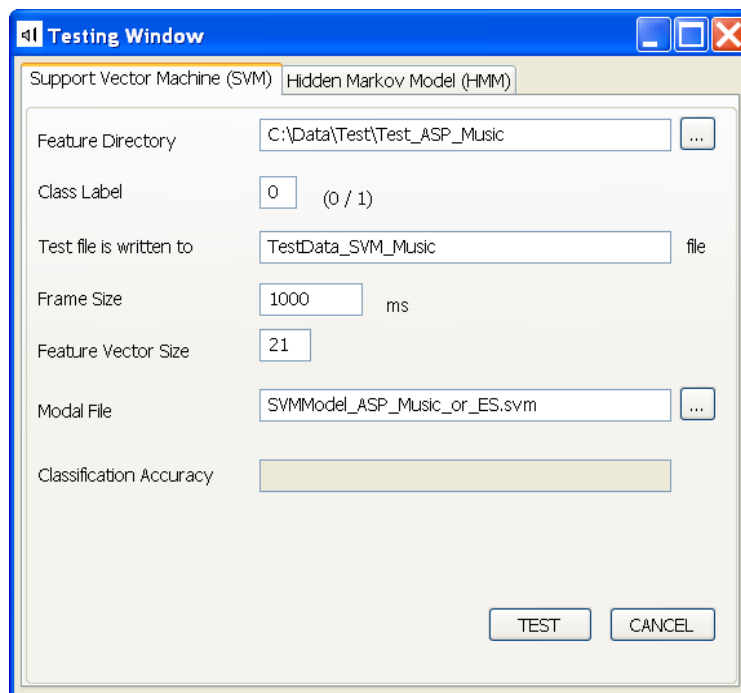 Testing Window
Support Vector Machine (SVM) Hidden Markov Model (HMM)
Feature Directory C:\Data\Test\Test_ASP_Music ...
Class Label 0 (0 / 1)
Test file is written to TestData_SVM_Music file
Frame Size 1000 ms
Feature Vector Size 21
Modal File SVMModel_ASP_Music_or_ES.svm ...
Classification Accuracy
TEST CANCEL